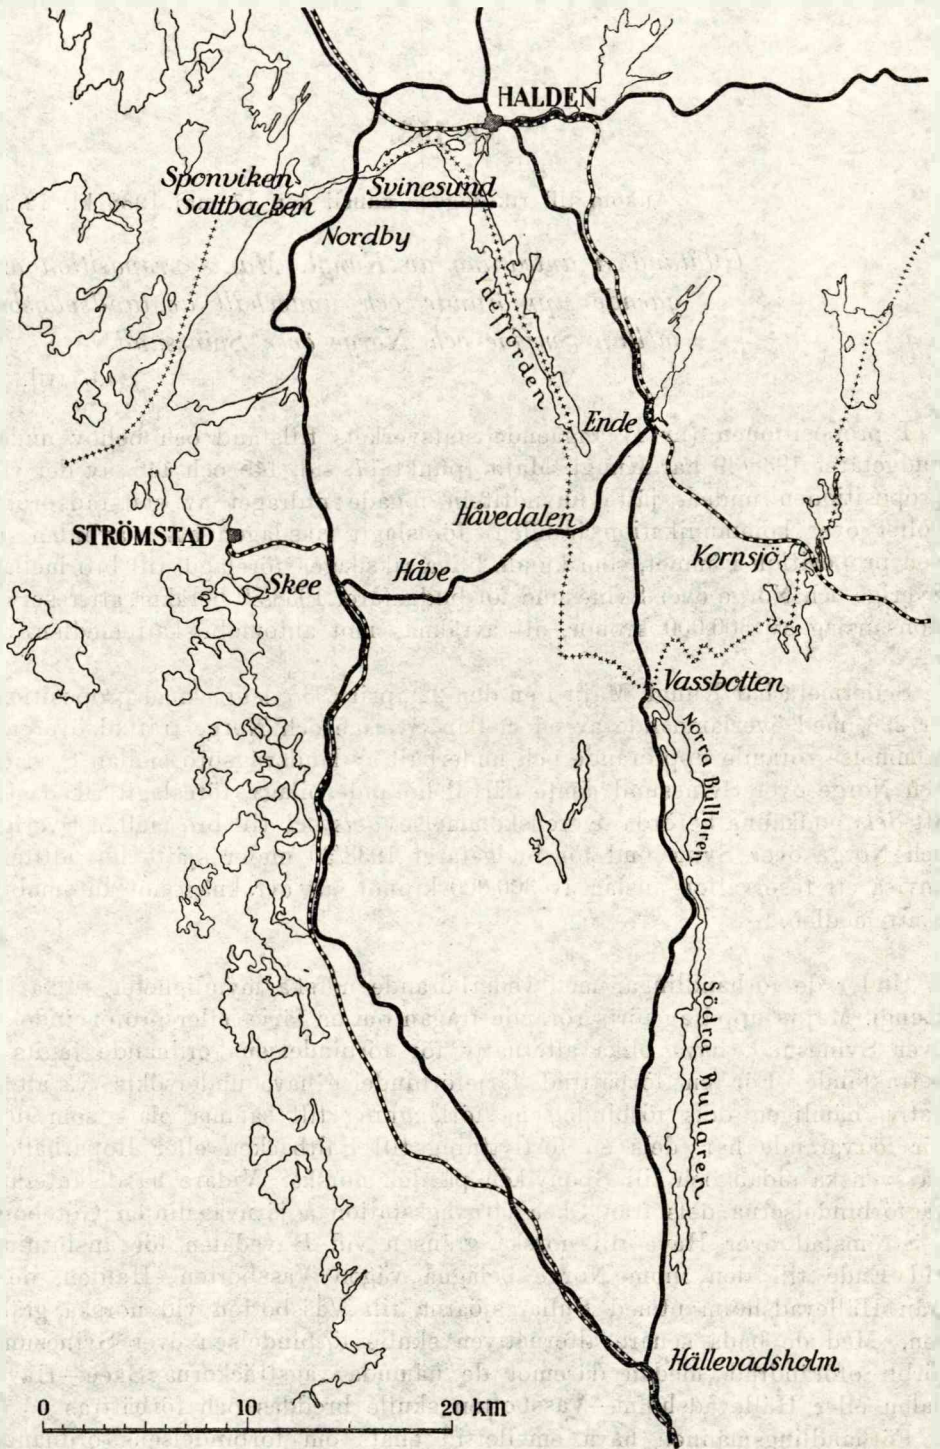 HALDEN
Sponviken
Saltbacken
Svinesund
Nordby
Idefjorden
Ende
Håvedalen
STRÖMSTAD
Kornsjö
Håve
Skee
Vassbotten
Norra Bullaren
Södra Bullaren
Hällevadsholm
0 10 20 km